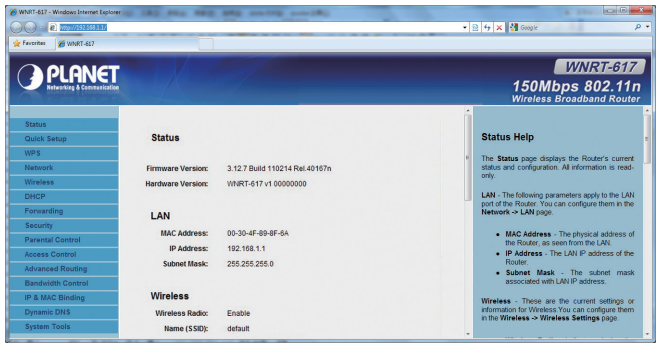 WNRT-617 - Windows Internet Explorer
http://192.168.1.1/
Google
Favorites
WNRT-617
PLANET
Networking & Communication
WNRT-617
150Mbps 802.11n
Wireless Broadband Router
Status
Quick Setup
WPS
Network
Wireless
DHCP
Forwarding
Security
Parental Control
Access Control
Advanced Routing
Bandwidth Control
IP & MAC Binding
Dynamic DNS
System Tools
Status
Firmware Version: 3.12.7 Build 110214 Rel.40167n
Hardware Version: WNRT-617 v1 00000000
LAN
MAC Address: 00-30-4F-89-8F-6A
IP Address: 192.168.1.1
Subnet Mask: 255.255.255.0
Wireless
Wireless Radio: Enable
Name (SSID): default
Status Help
The Status page displays the Router's current
status and configuration. All information is read-
only.
LAN - The following parameters apply to the LAN
port of the Router. You can configure them in the
Network -> LAN page.
• MAC Address - The physical address of
the Router, as seen from the LAN.
• IP Address - The LAN IP address of the
Router.
• Subnet Mask - The subnet mask
associated with LAN IP address.
Wireless - These are the current settings or
information for Wireless.You can configure them
in the Wireless -> Wireless Settings page.